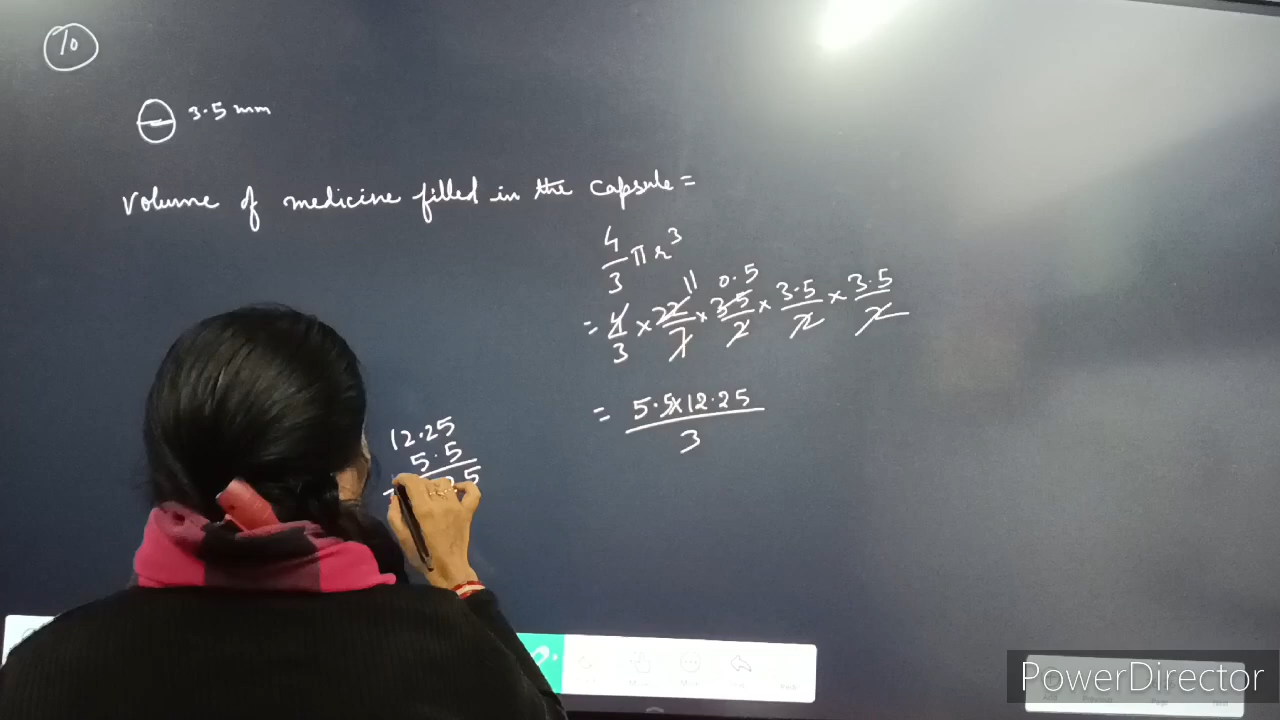 10
3.5 mm
Volume of medicine filled in the capsule =
4/3 π r³
= 4/3 × 22/7 × 3.5/2 × 3.5/2 × 3.5/2
11 0.5
= 5.5×12.25/3
12.25
5.5
25
PowerDirector